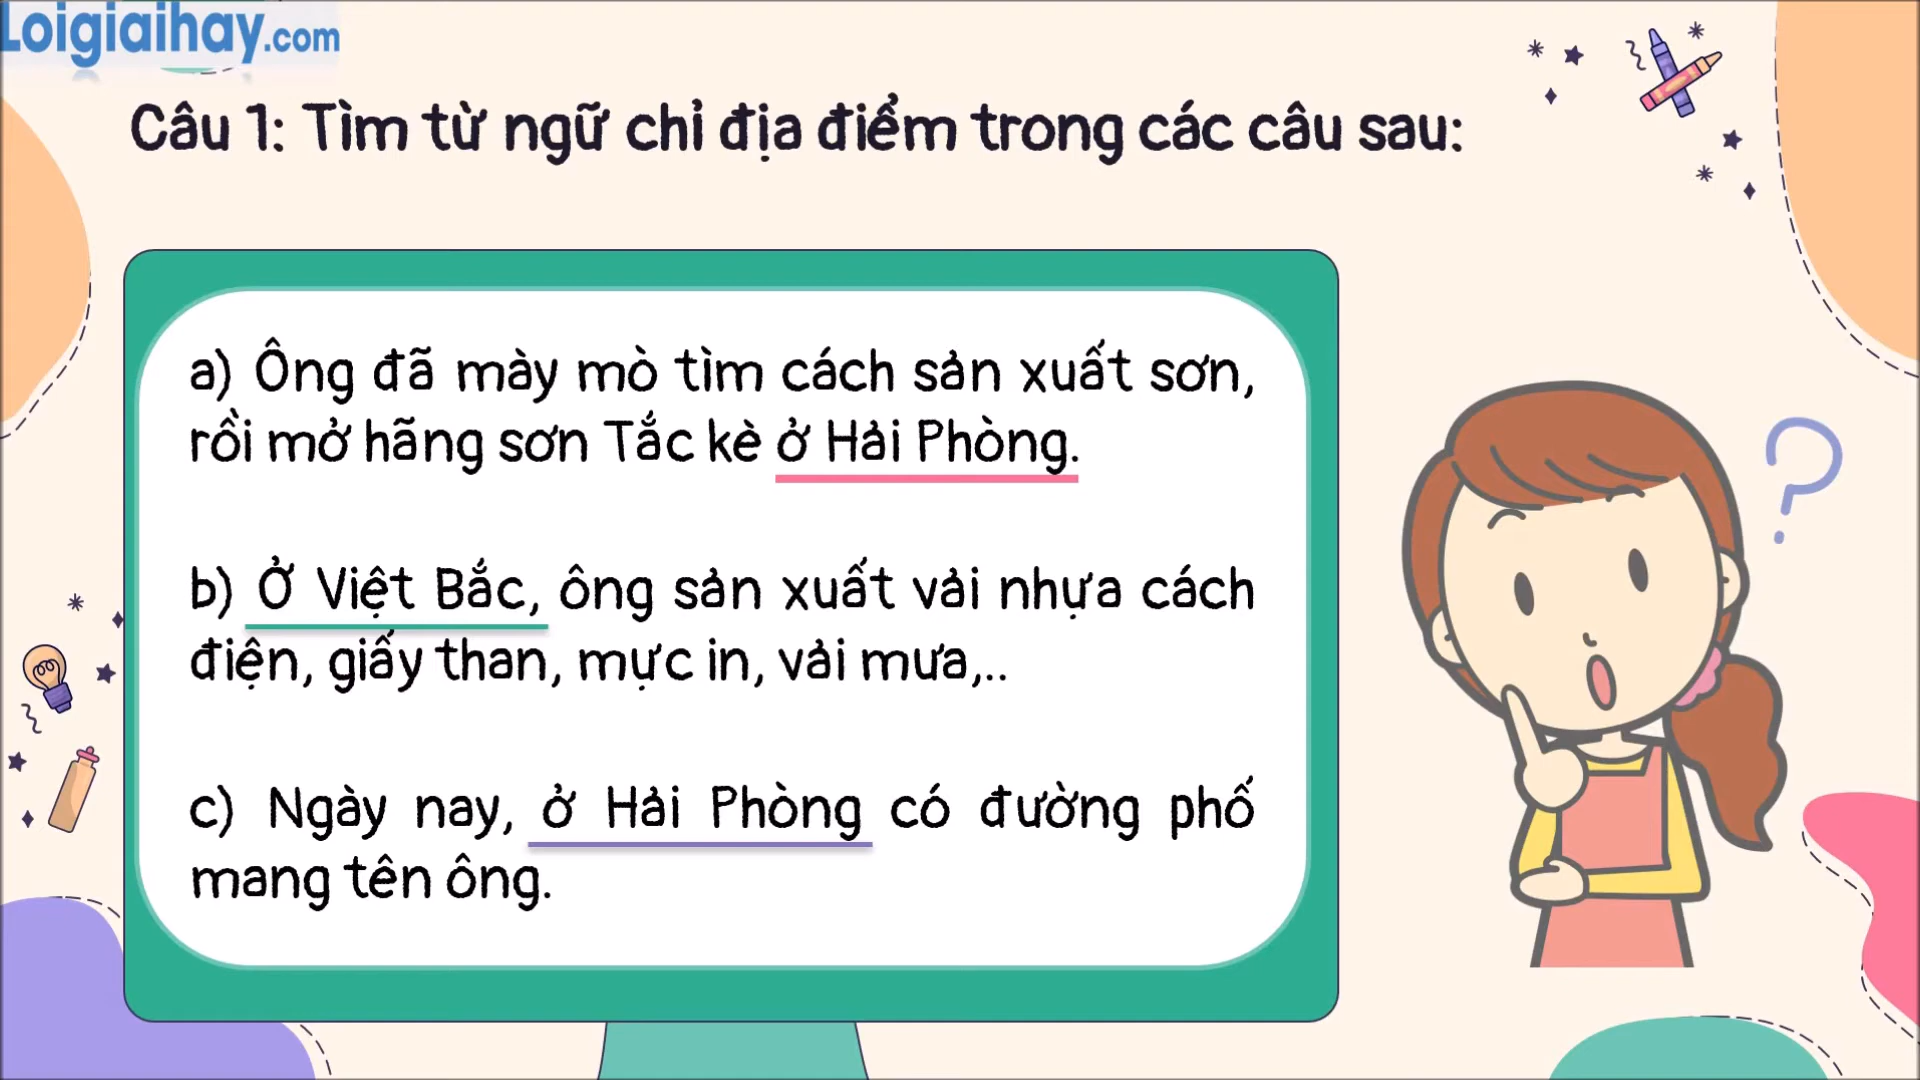 Loigiaihay.com
Câu 1: Tìm từ ngữ chỉ địa điểm trong các câu sau:
a) Ông đã mày mò tìm cách sản xuất sơn,
rồi mở hãng sơn Tắc kè ở Hải Phòng.
b) Ở Việt Bắc, ông sản xuất vải nhựa cách
điện, giấy than, mực in, vải mưa,..
c) Ngày nay, ở Hải Phòng có đường phố
mang tên ông.